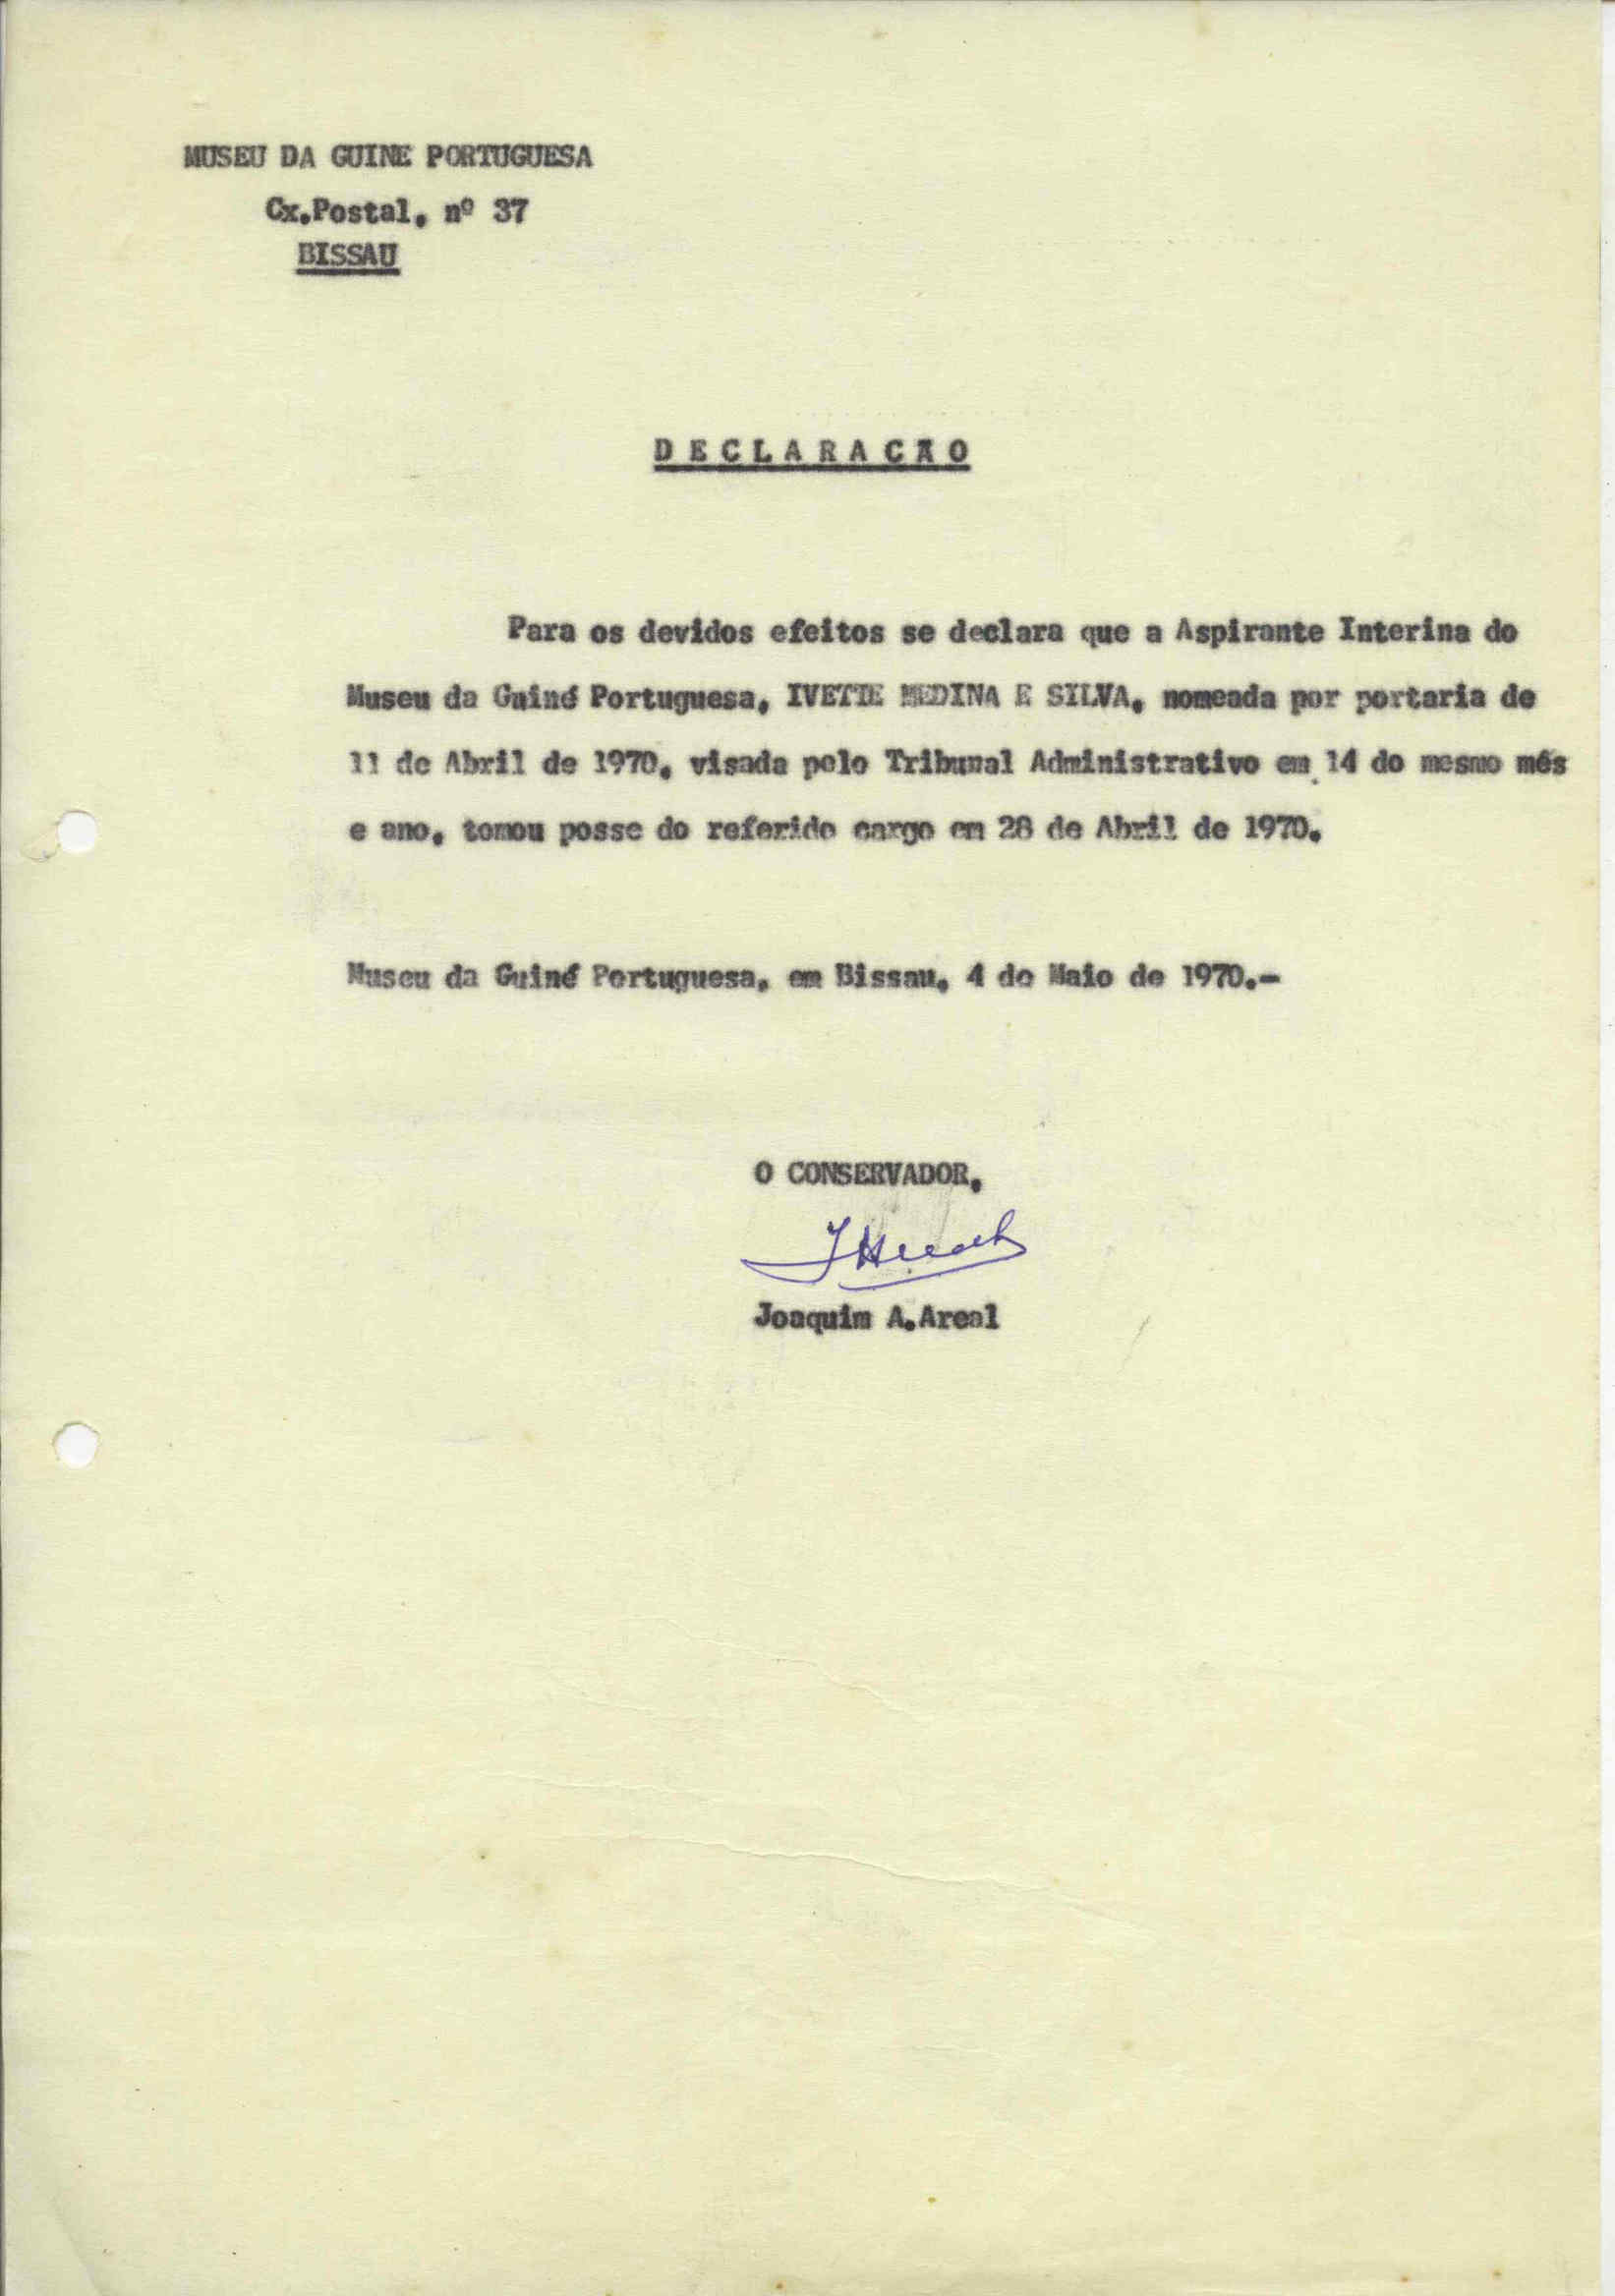 MUSEU DA GUINE PORTUGUESA
Cx.Postal, nº 37
BISSAU
DECLARACÃO
Para os devidos efeitos se declara que a Aspirante Interina do
Museu da Guiné Portuguesa, IVETTE MEDINA E SILVA, nomeada por portaria de
11 de Abril de 1970, visada pelo Tribunal Administrativo em 14 do mesmo mês
e ano, tomou posse do referido cargo em 28 de Abril de 1970.
Museu da Guiné Portuguesa, em Bissau, 4 de Maio de 1970.-
O CONSERVADOR,
Joaquim A.Areal